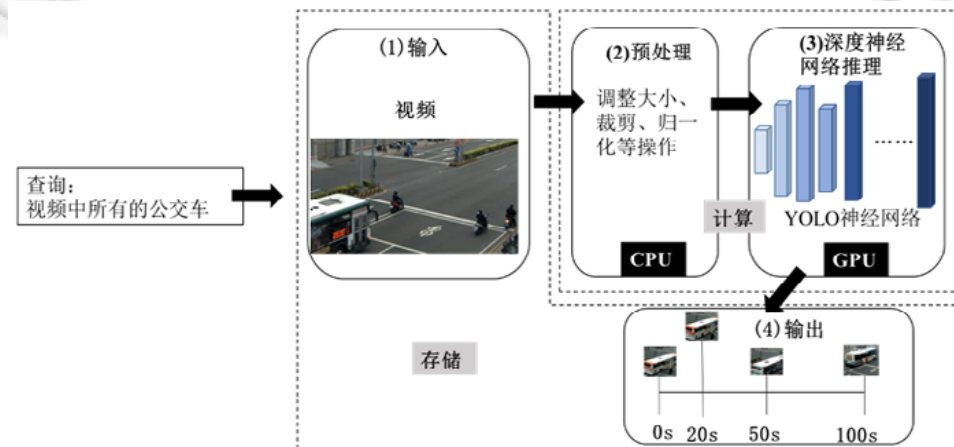 查询：
视频中所有的公交车
(1)输入
视频
(2)预处理
调整大小、
裁剪、归一
化等操作
CPU
(3)深度神经
网络推理
……
YOLO神经网络
GPU
计算
存储
(4)输出
0s 20s 50s 100s